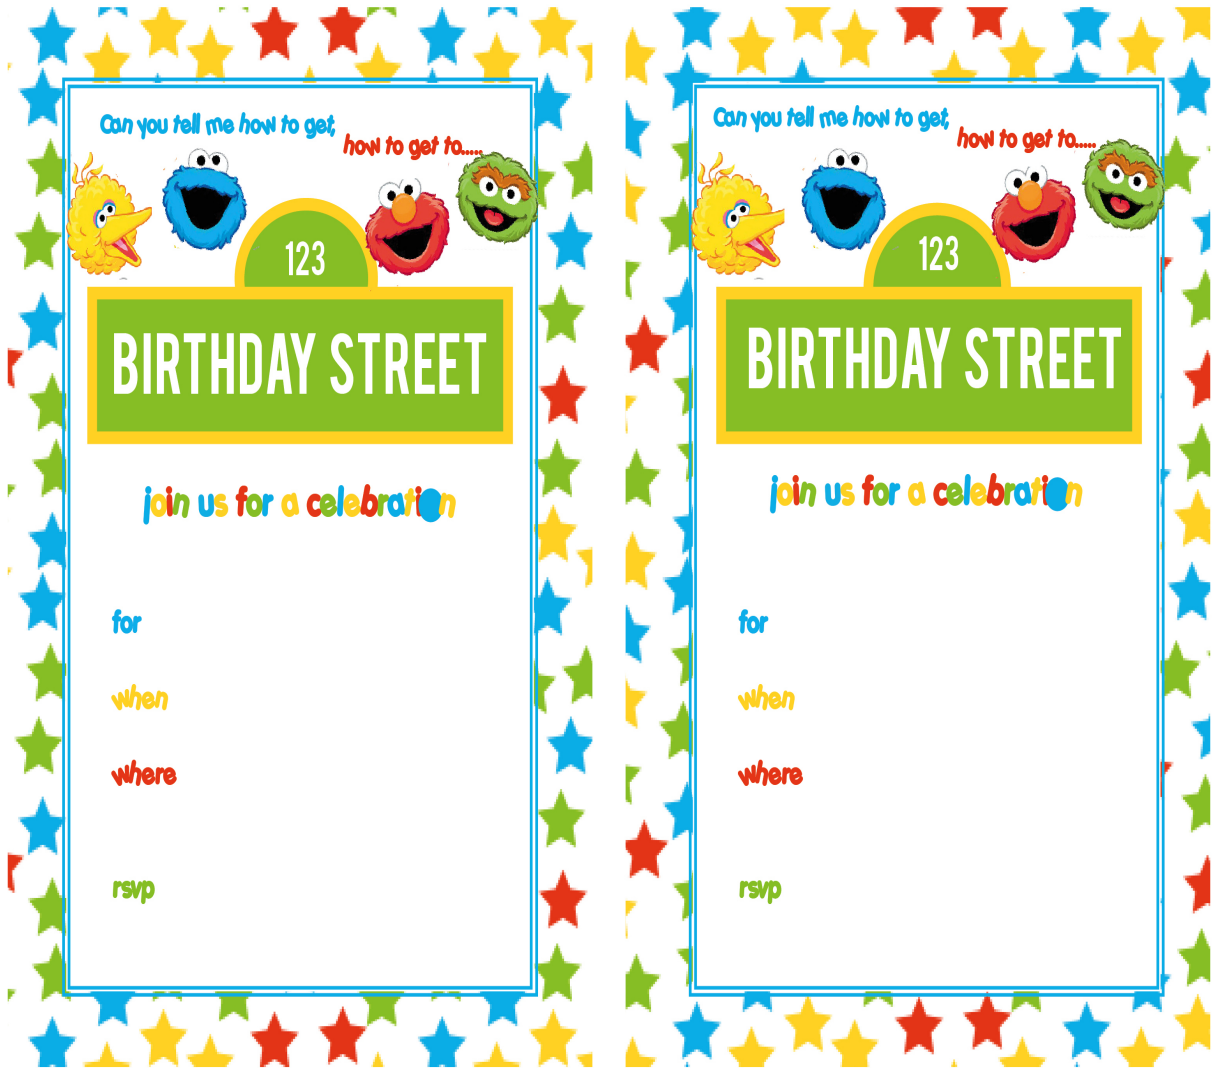 Can you tell me how to get,
how to get to.....
123
BIRTHDAY STREET
join us for a celebration
for
when
where
rsvp
Can you tell me how to get,
how to get to.....
123
BIRTHDAY STREET
join us for a celebration
for
when
where
rsvp